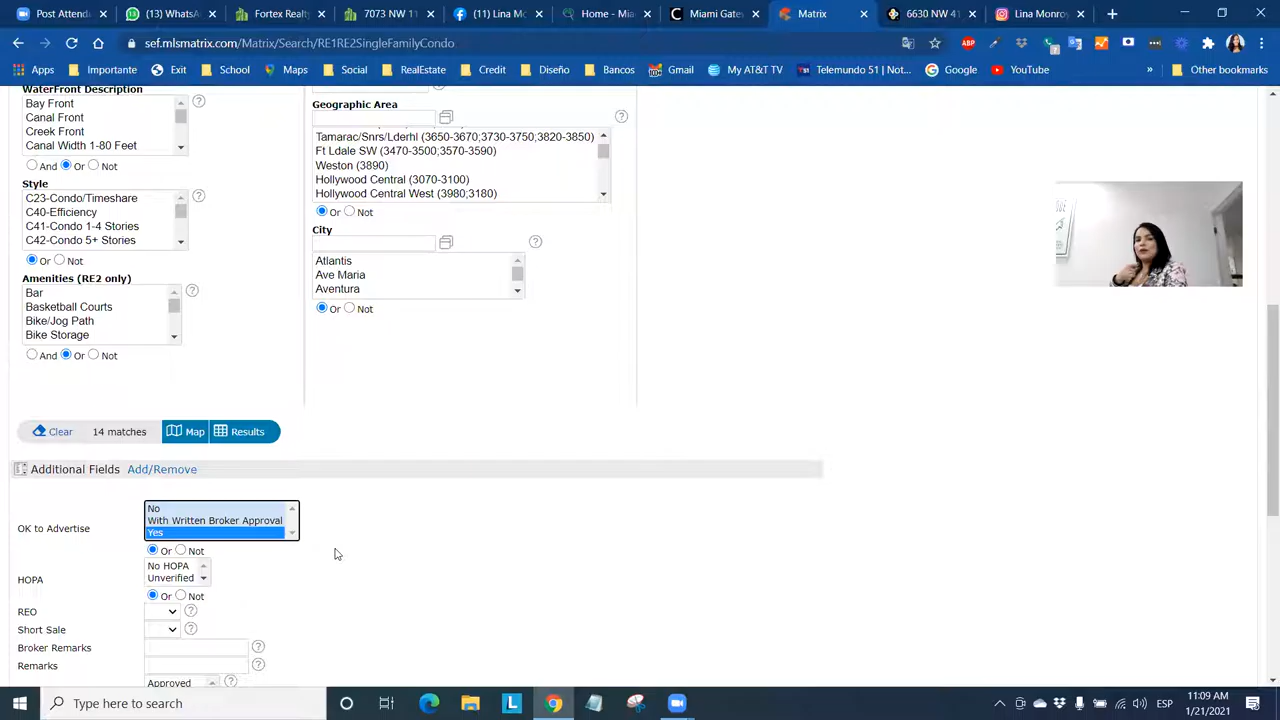 Post Attenda
(13) WhatsA
Fortex Realty
7073 NW 11
(11) Lina Mo
Home - Mia
Miami Gates
Matrix
6630 NW 41
Lina Monroy
sef.mlsmatrix.com/Matrix/Search/RE1RE2SingleFamilyCondo
Apps
Importante
Exit
School
Maps
Social
RealEstate
Credit
Diseño
Bancos
Gmail
My AT&T TV
Telemundo 51 | Not...
Google
YouTube
»
Other bookmarks
WaterFront Description
Bay Front
Canal Front
Creek Front
Canal Width 1-80 Feet
And Or Not
Style
C23-Condo/Timeshare
C40-Efficiency
C41-Condo 1-4 Stories
C42-Condo 5+ Stories
Or Not
Amenities (RE2 only)
Bar
Basketball Courts
Bike/Jog Path
Bike Storage
And Or Not
Geographic Area
Tamarac/Snrs/Lderhl (3650-3670;3730-3750;3820-3850)
Ft Ldale SW (3470-3500;3570-3590)
Weston (3890)
Hollywood Central (3070-3100)
Hollywood Central West (3980;3180)
Or Not
City
Atlantis
Ave Maria
Aventura
Or Not
Clear
14 matches
Map
Results
Additional Fields Add/Remove
OK to Advertise
No
With Written Broker Approval
Yes
Or Not
HOPA
No HOPA
Unverified
Or Not
REO
Short Sale
Broker Remarks
Remarks
Approved
Type here to search
ESP
11:09 AM
1/21/2021